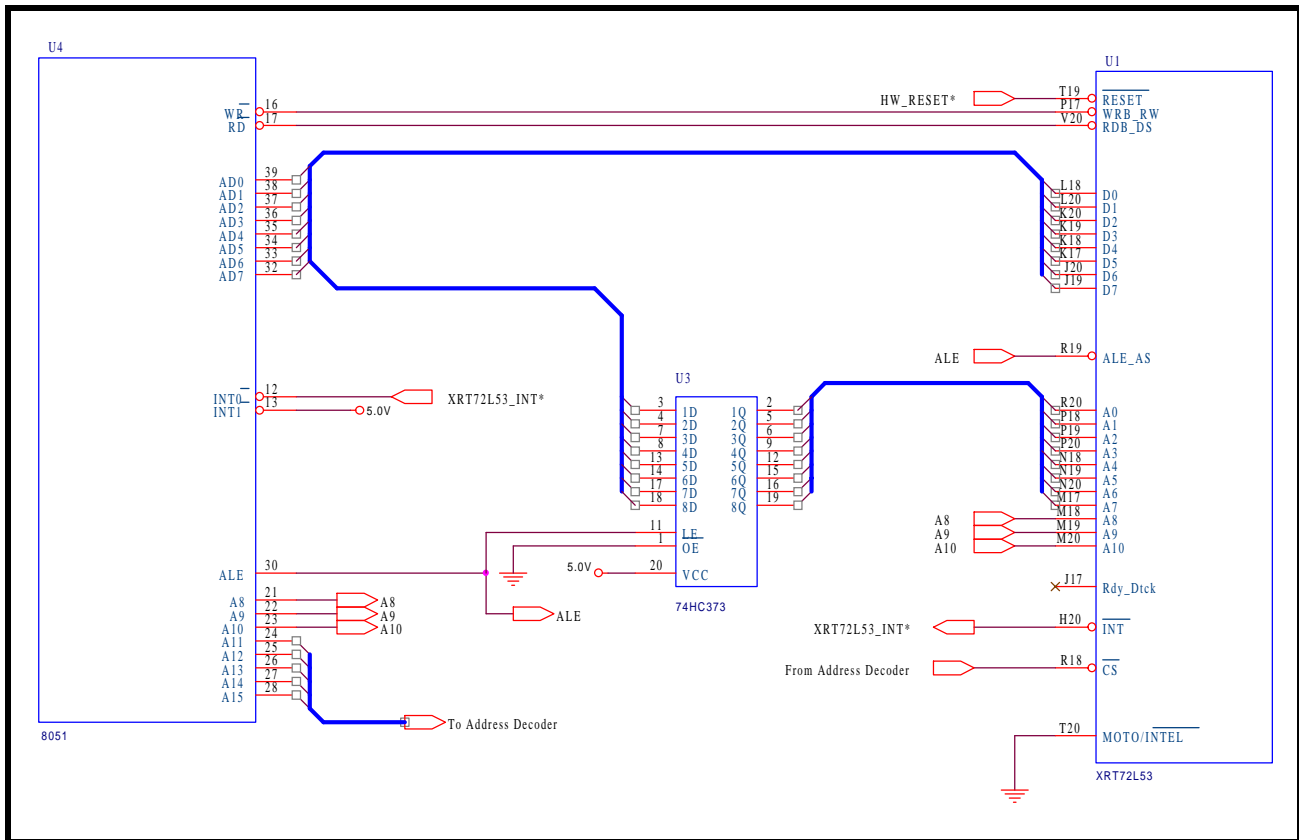 U4
WR 16
RD 17
AD0 39
AD1 38
AD2 37
AD3 36
AD4 35
AD5 34
AD6 33
AD7 32
INT0 12
XRT72L53_INT*
INT1 13
5.0V
ALE 30
ALE
A8 21 A8
A9 22 A9
A10 23 A10
A11 24
A12 25
A13 26
A14 27
A15 28
To Address Decoder
8051
U3
3 1D 1Q 2
4 2D 2Q 5
7 3D 3Q 6
8 4D 4Q 9
13 5D 5Q 12
14 6D 6Q 15
17 7D 7Q 16
18 8D 8Q 19
11 LE
1 OE
5.0V 20 VCC
74HC373
U1
HW_RESET* T19 RESET
P17 WRB_RW
V20 RDB_DS
L18 D0
L20 D1
K20 D2
K19 D3
K18 D4
K17 D5
J20 D6
J19 D7
ALE R19 ALE_AS
R20 A0
P18 A1
P19 A2
P20 A3
N18 A4
N19 A5
N20 A6
M17 A7
A8 M18 A8
A9 M19 A9
A10 M20 A10
J17 Rdy_Dtck
XRT72L53_INT* H20 INT
From Address Decoder R18 CS
T20 MOTO/INTEL
XRT72L53